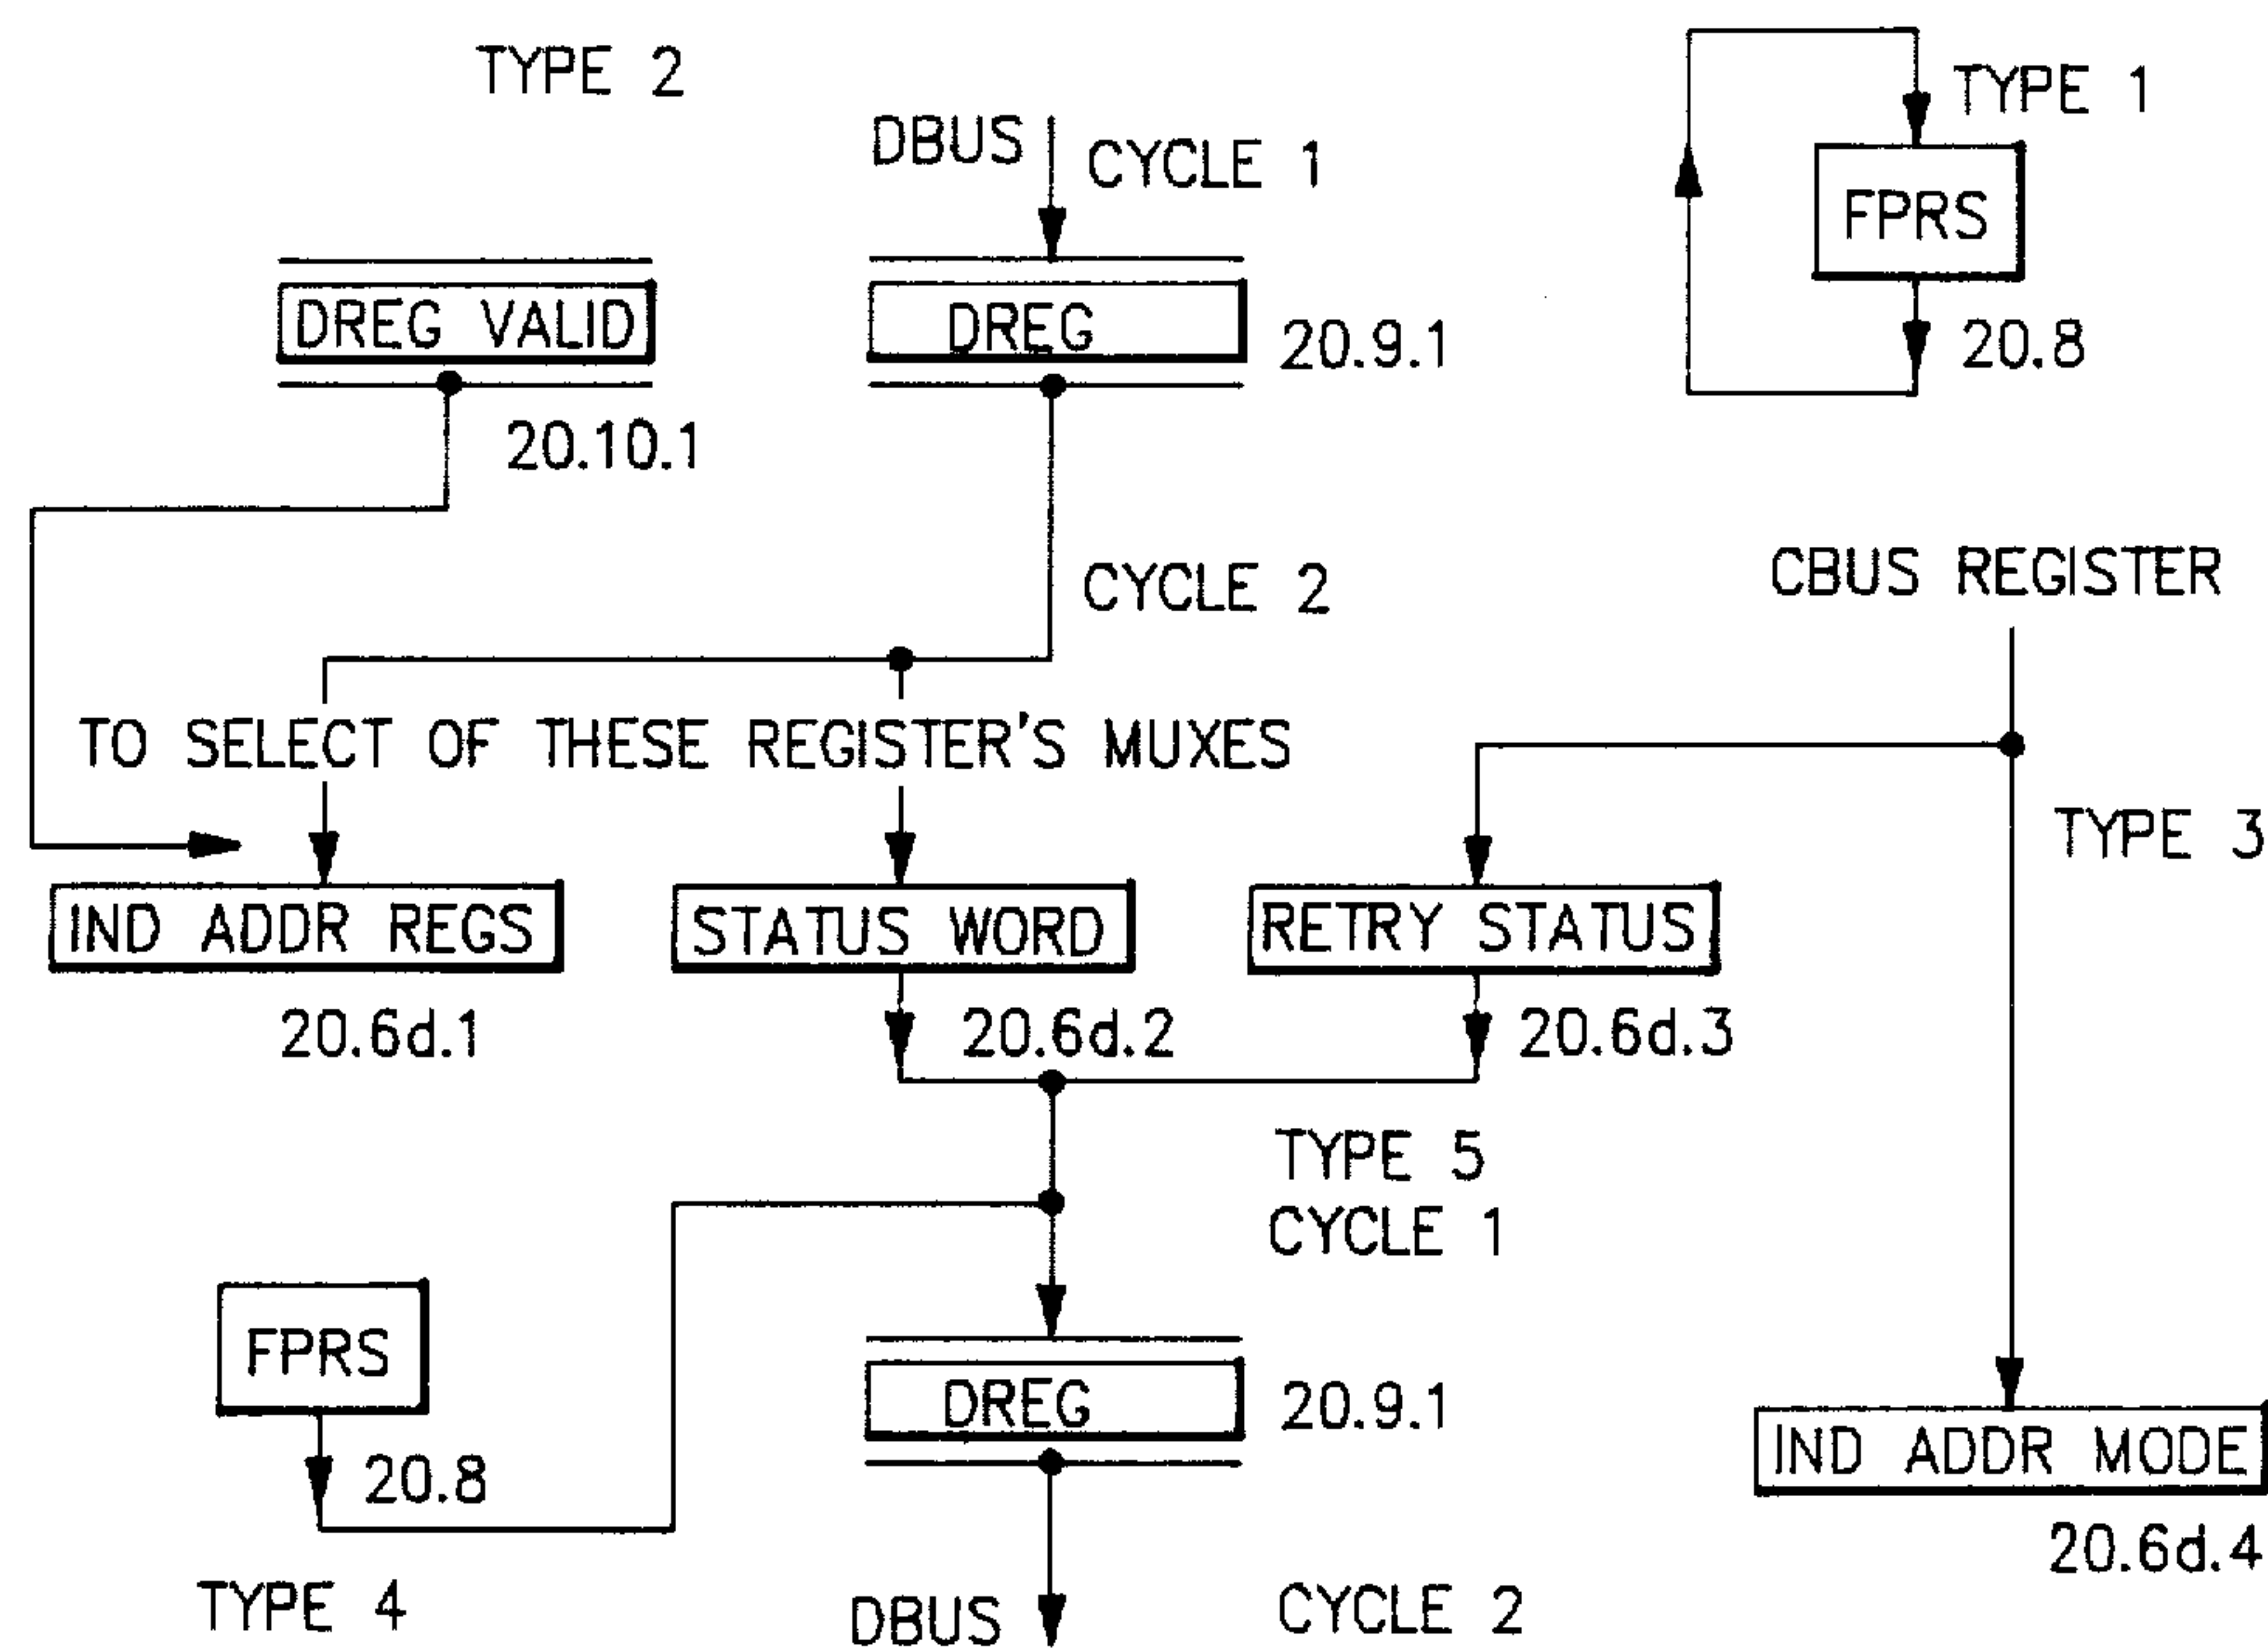 TYPE 2
TYPE 1
DBUS
CYCLE 1
FPRS
DREG VALID
DREG
20.9.1
20.8
20.10.1
CYCLE 2
CBUS REGISTER
TO SELECT OF THESE REGISTER'S MUXES
TYPE 3
IND ADDR REGS
STATUS WORD
RETRY STATUS
20.6d.1
20.6d.2
20.6d.3
TYPE 5
CYCLE 1
FPRS
DREG
20.9.1
IND ADDR MODE
20.8
20.6d.4
TYPE 4
DBUS
CYCLE 2